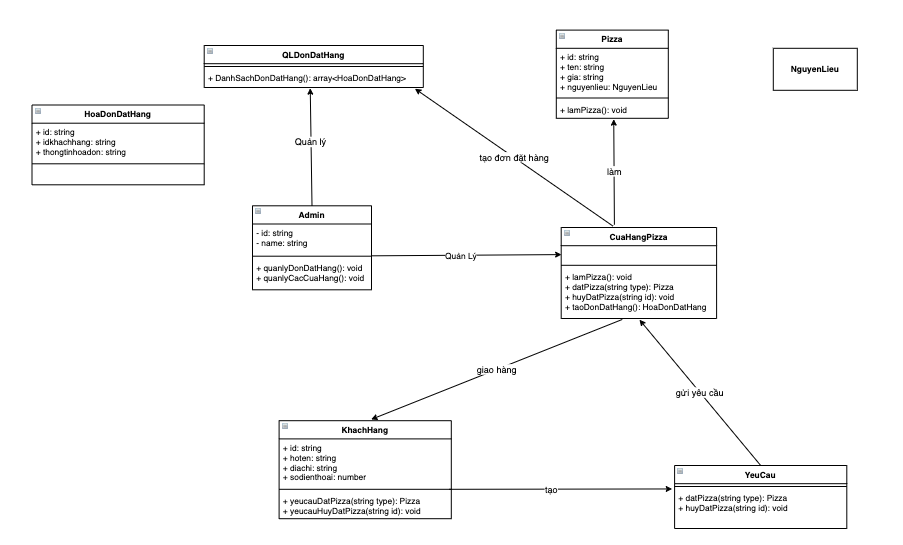 QLDonDatHang
+ DanhSachDonDatHang(): array<HoaDonDatHang>
Pizza
+ id: string
+ ten: string
+ gia: string
+ nguyenlieu: NguyenLieu
+ lamPizza(): void
NguyenLieu
HoaDonDatHang
+ id: string
+ idkhachhang: string
+ thongtinhoadon: string
Quản lý
tạo đơn đặt hàng
làm
Admin
- id: string
- name: string
+ quanlyDonDatHang(): void
+ quanlyCacCuaHang(): void
Quản Lý
CuaHangPizza
+ lamPizza(): void
+ datPizza(string type): Pizza
+ huyDatPizza(string id): void
+ taoDonDatHang(): HoaDonDatHang
giao hàng
gửi yêu cầu
KhachHang
+ id: string
+ hoten: string
+ diachi: string
+ sodienthoai: number
+ yeucauDatPizza(string type): Pizza
+ yeucauHuyDatPizza(string id): void
tạo
YeuCau
+ datPizza(string type): Pizza
+ huyDatPizza(string id): void